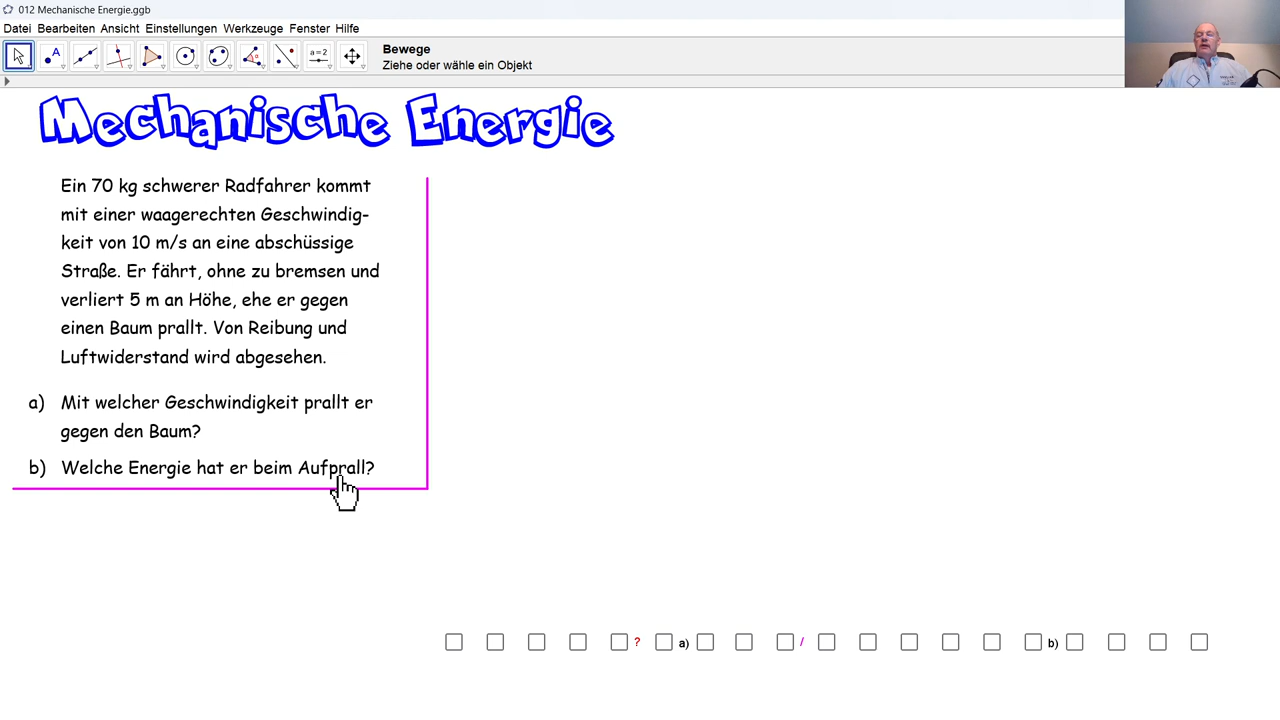 012 Mechanische Energie.ggb
Datei Bearbeiten Ansicht Einstellungen Werkzeuge Fenster Hilfe
A
a=2
Bewege
Ziehe oder wähle ein Objekt
Mechanische Energie
Ein 70 kg schwerer Radfahrer kommt
mit einer waagerechten Geschwindig-
keit von 10 m/s an eine abschüssige
Straße. Er fährt, ohne zu bremsen und
verliert 5 m an Höhe, ehe er gegen
einen Baum prallt. Von Reibung und
Luftwiderstand wird abgesehen.
a) Mit welcher Geschwindigkeit prallt er
gegen den Baum?
b) Welche Energie hat er beim Aufprall?
? a) / b)